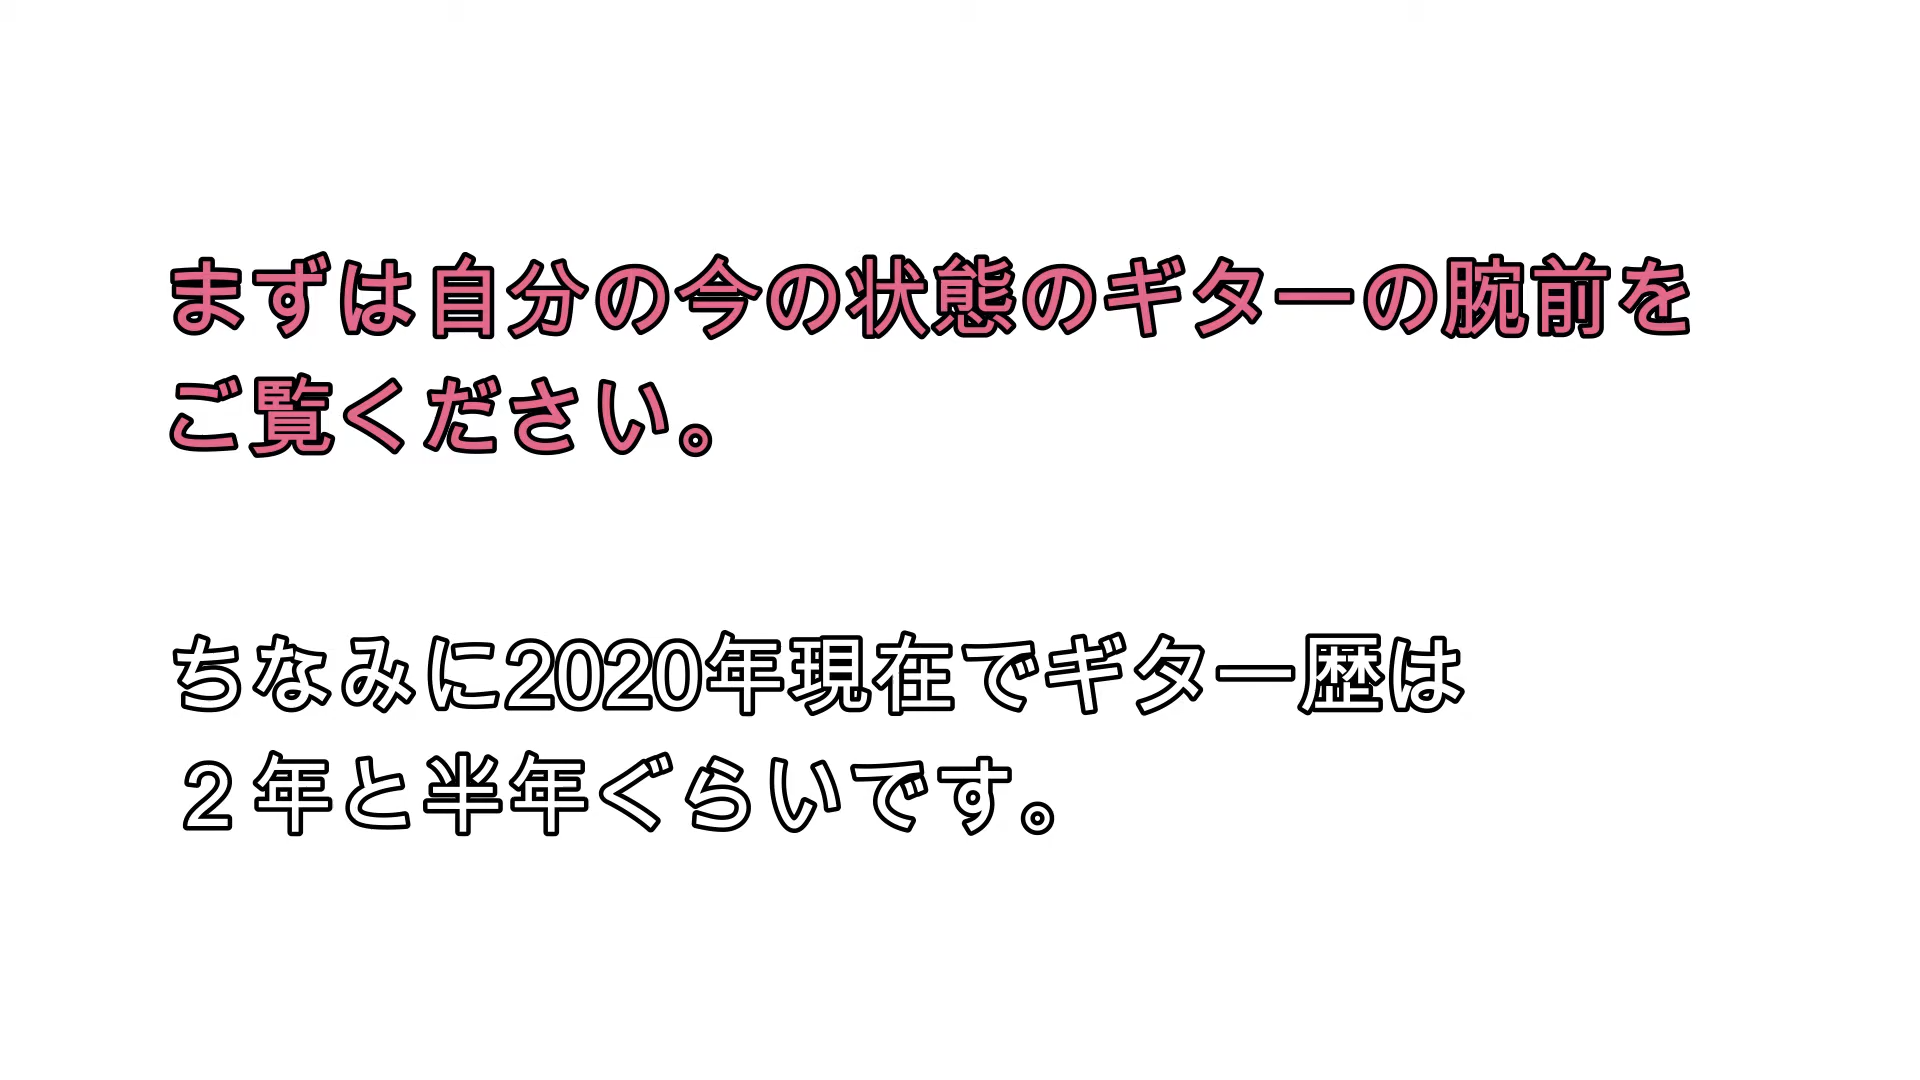 まずは自分の今の状態のギターの腕前を
ご覧ください。
ちなみに2020年現在でギター歴は
２年と半年ぐらいです。